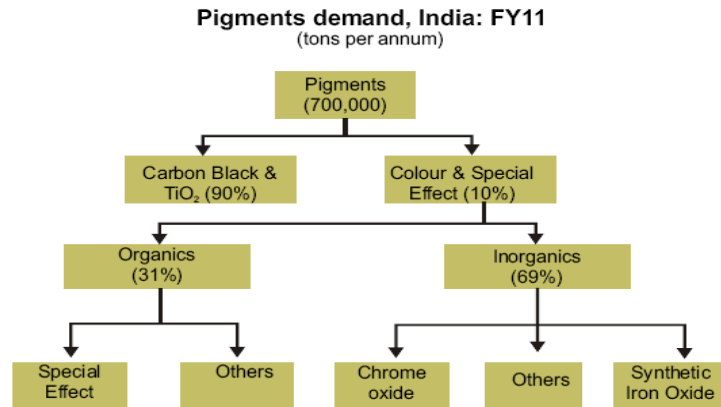 Pigments demand, India: FY11
(tons per annum)
Pigments
(700,000)
Carbon Black &
TiO₂ (90%)
Colour & Special
Effect (10%)
Organics
(31%)
Inorganics
(69%)
Special
Effect
Others
Chrome
oxide
Others
Synthetic
Iron Oxide